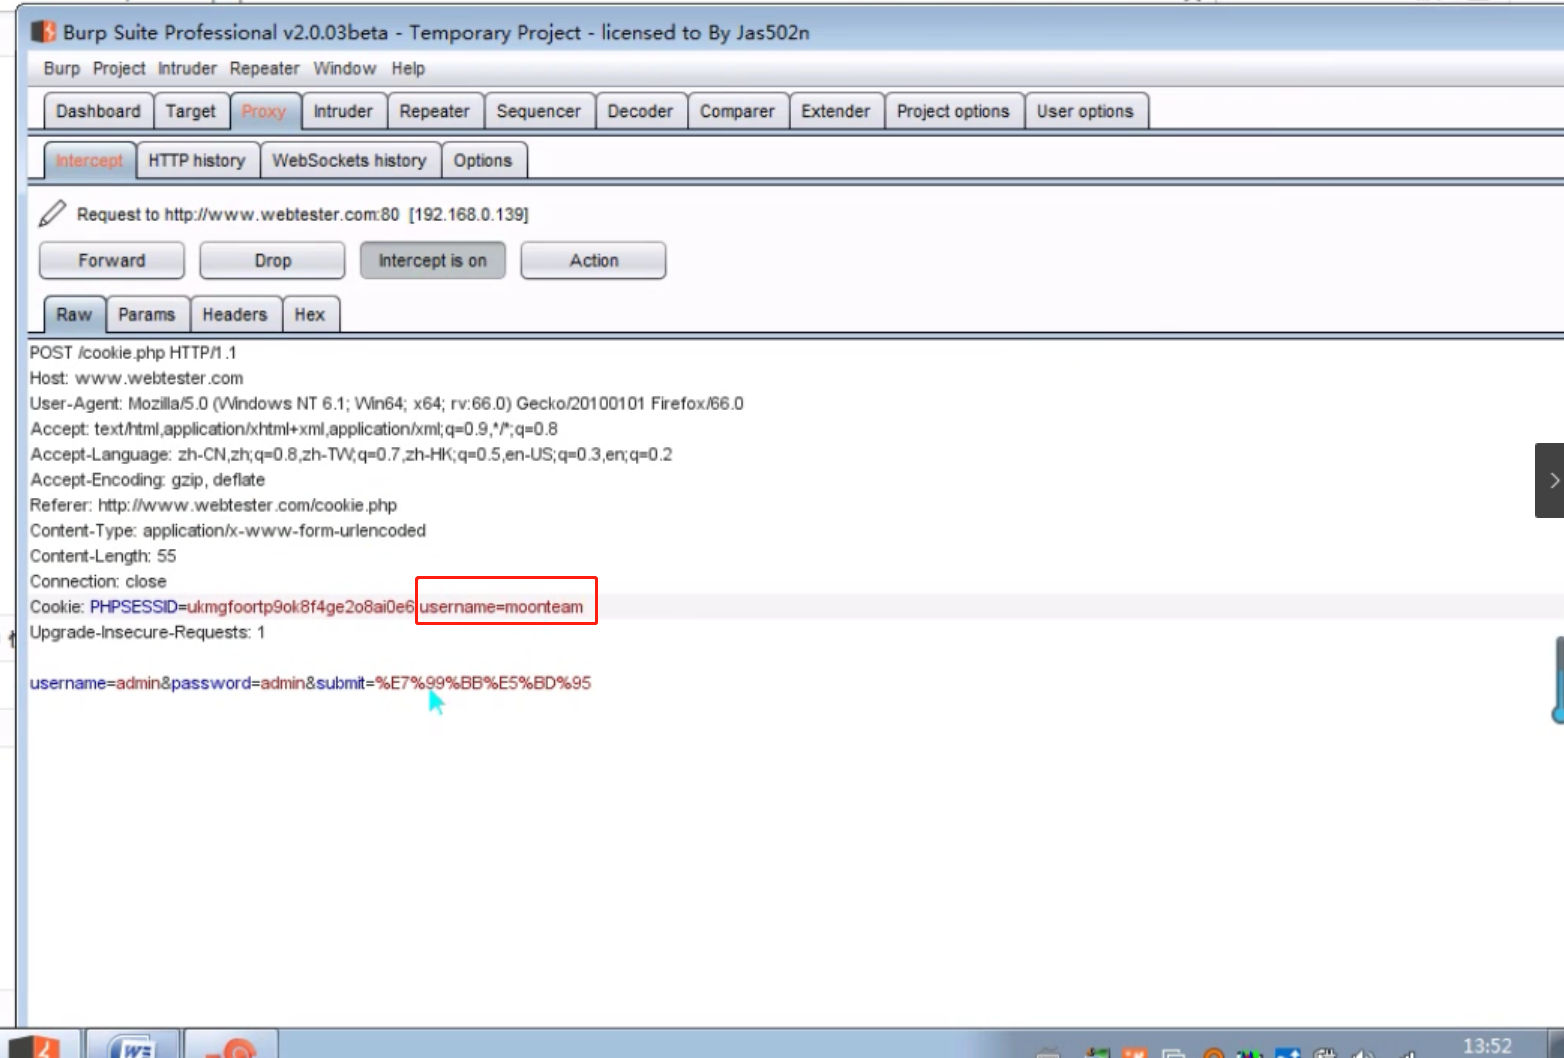 Burp Suite Professional v2.0.03beta - Temporary Project - licensed to By Jas502n
Burp Project Intruder Repeater Window Help
Dashboard Target Proxy Intruder Repeater Sequencer Decoder Comparer Extender Project options User options
Intercept HTTP history WebSockets history Options
Request to http://www.webtester.com:80 [192.168.0.139]
Forward Drop Intercept is on Action
Raw Params Headers Hex
POST /cookie.php HTTP/1.1
Host: www.webtester.com
User-Agent: Mozilla/5.0 (Windows NT 6.1; Win64; x64; rv:66.0) Gecko/20100101 Firefox/66.0
Accept: text/html,application/xhtml+xml,application/xml;q=0.9,*/*;q=0.8
Accept-Language: zh-CN,zh;q=0.8,zh-TW;q=0.7,zh-HK;q=0.5,en-US;q=0.3,en;q=0.2
Accept-Encoding: gzip, deflate
Referer: http://www.webtester.com/cookie.php
Content-Type: application/x-www-form-urlencoded
Content-Length: 55
Connection: close
Cookie: PHPSESSID=ukmgfoortp9ok8f4ge2o8ai0e6 username=moonteam
Upgrade-Insecure-Requests: 1
username=admin&password=admin&submit=%E7%99%BB%E5%BD%95
13:52